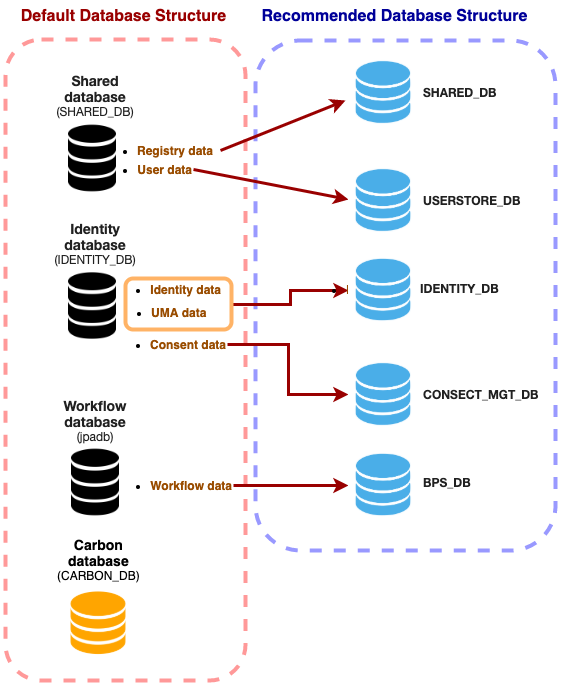 Default Database Structure
Recommended Database Structure
Shared
database
(SHARED_DB)
• Registry data
• User data
SHARED_DB
USERSTORE_DB
Identity
database
(IDENTITY_DB)
• Identity data
• UMA data
• Consent data
IDENTITY_DB
CONSECT_MGT_DB
Workflow
database
(jpadb)
• Workflow data
BPS_DB
Carbon
database
(CARBON_DB)